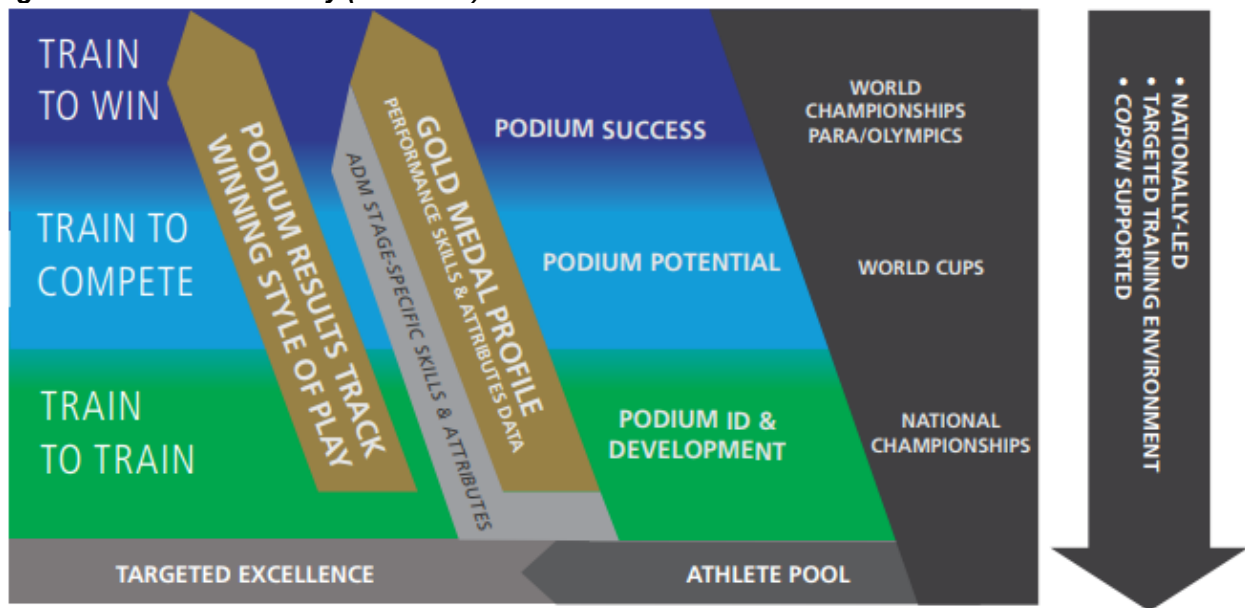 TRAIN
TO WIN
TRAIN TO
COMPETE
TRAIN
TO TRAIN
PODIUM RESULTS TRACK
WINNING STYLE OF PLAY
ADM STAGE-SPECIFIC SKILLS & ATTRIBUTES
GOLD MEDAL PROFILE
PERFORMANCE SKILLS & ATTRIBUTES DATA
PODIUM SUCCESS
PODIUM POTENTIAL
PODIUM ID &
DEVELOPMENT
WORLD
CHAMPIONSHIPS
PARA/OLYMPICS
WORLD CUPS
NATIONAL
CHAMPIONSHIPS
• NATIONALLY-LED
• TARGETED TRAINING ENVIRONMENT
• COPSIN SUPPORTED
TARGETED EXCELLENCE
ATHLETE POOL